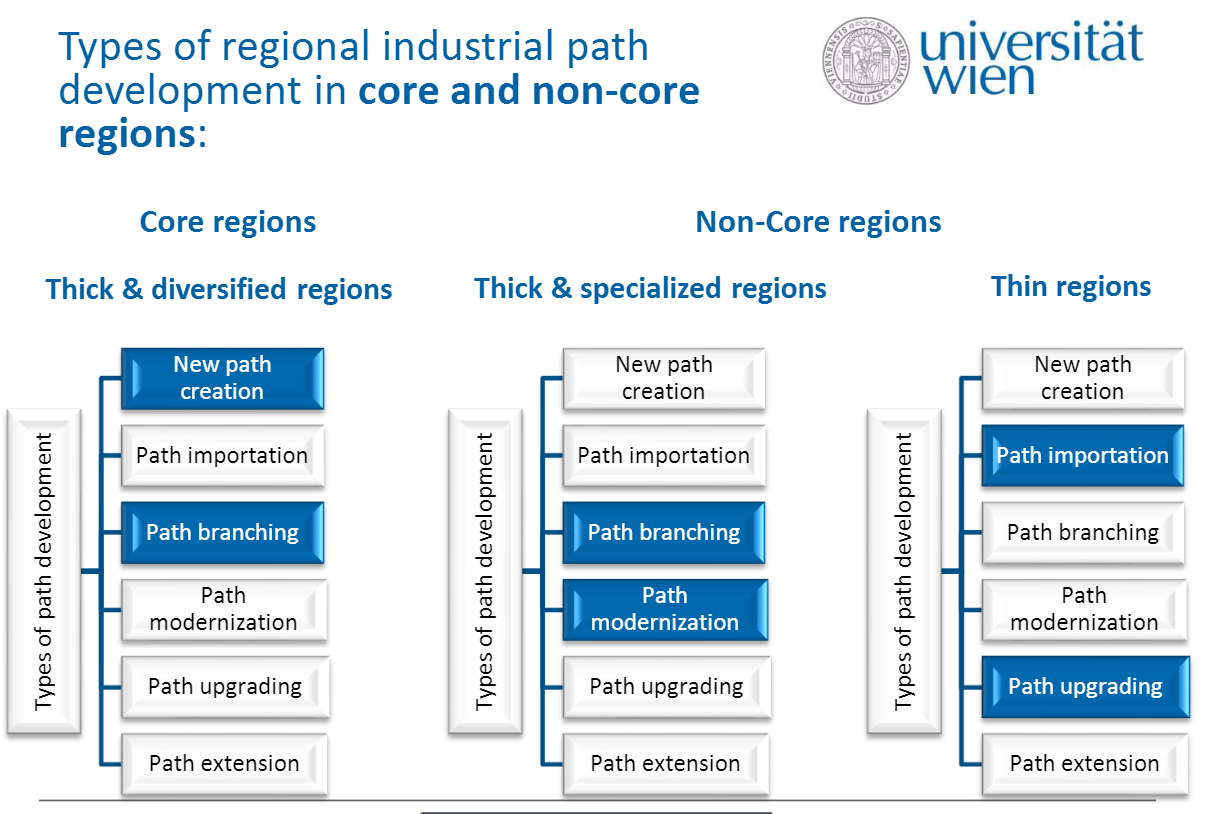 Types of regional industrial path
development in core and non-core
regions:
universität
wien
Core regions
Non-Core regions
Thick & diversified regions
Thick & specialized regions
Thin regions
Types of path development
New path
creation
Path importation
Path branching
Path
modernization
Path upgrading
Path extension
Types of path development
New path
creation
Path importation
Path branching
Path
modernization
Path upgrading
Path extension
Types of path development
New path
creation
Path importation
Path branching
Path
modernization
Path upgrading
Path extension